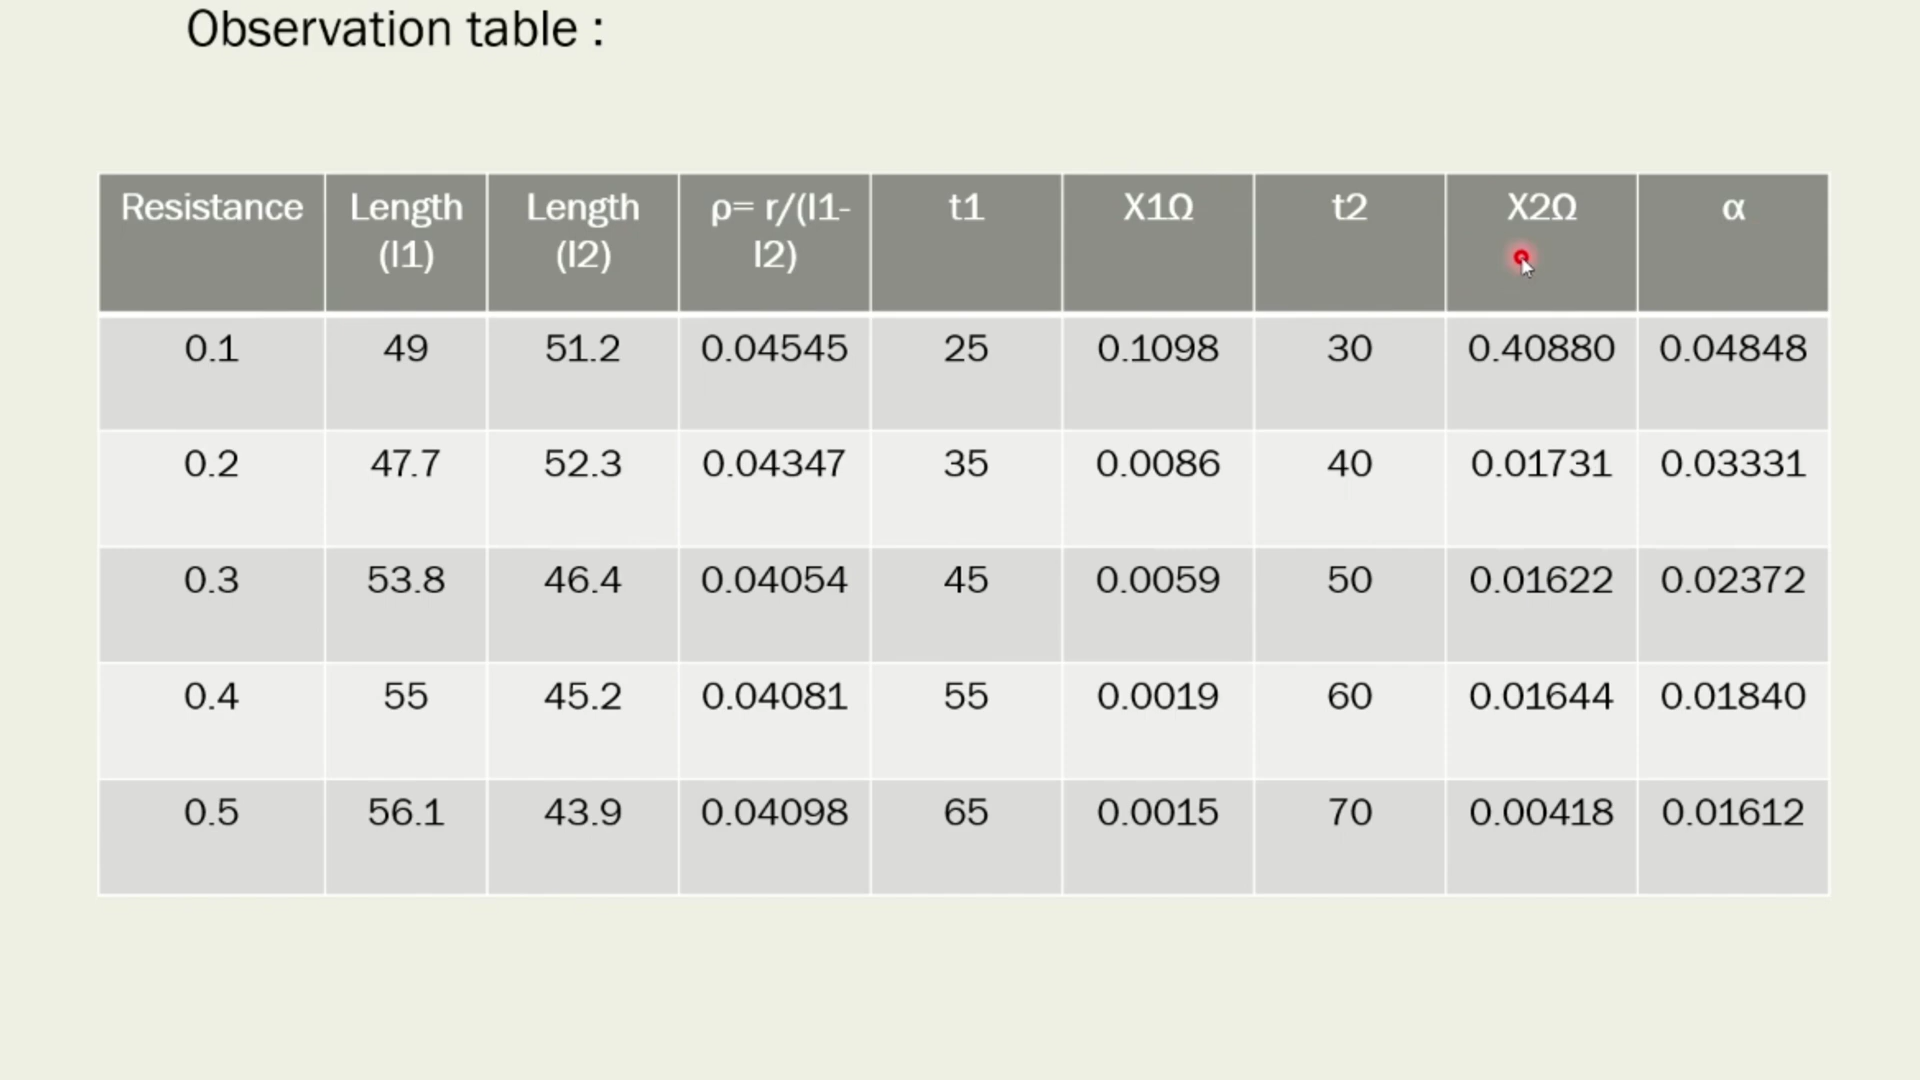 Observation table :
Resistance Length (l1) Length (l2) ρ= r/(l1-l2) t1 X1Ω t2 X2Ω α
0.1 49 51.2 0.04545 25 0.1098 30 0.40880 0.04848
0.2 47.7 52.3 0.04347 35 0.0086 40 0.01731 0.03331
0.3 53.8 46.4 0.04054 45 0.0059 50 0.01622 0.02372
0.4 55 45.2 0.04081 55 0.0019 60 0.01644 0.01840
0.5 56.1 43.9 0.04098 65 0.0015 70 0.00418 0.01612